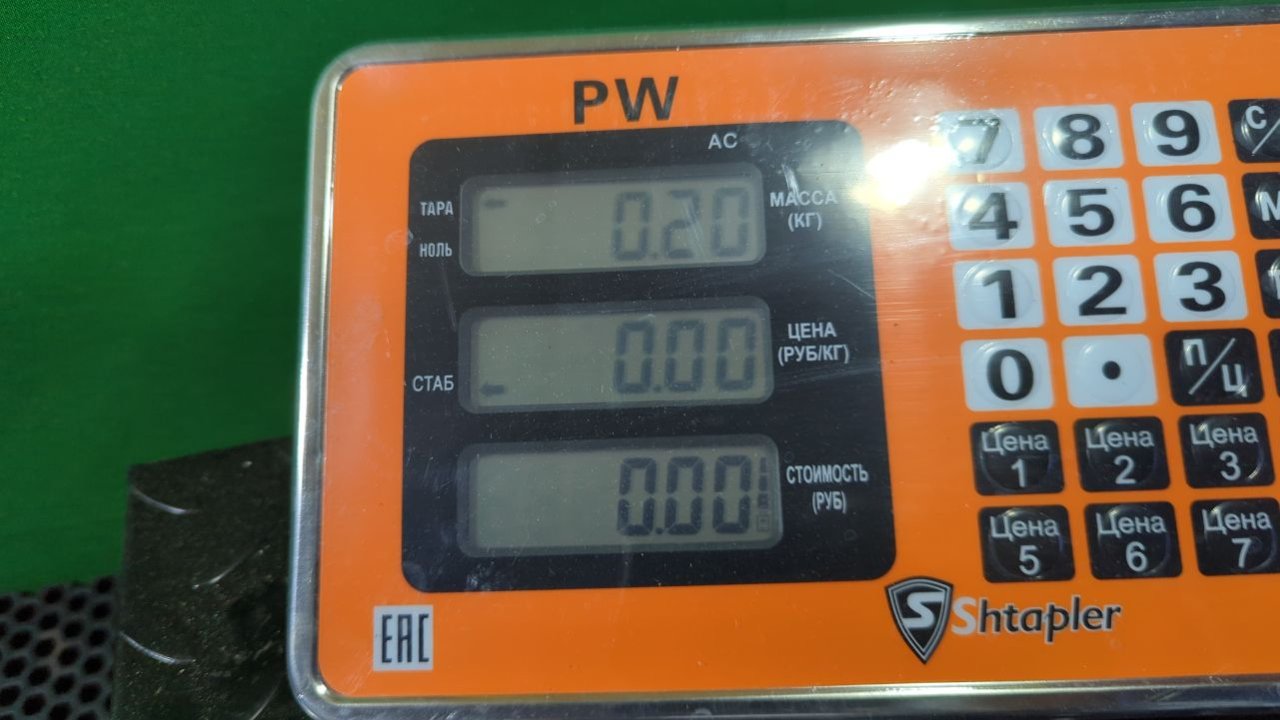 PW
AC
ТАРА
0.20
МАССА
(КГ)
НОЛЬ
0.00
ЦЕНА
(РУБ/КГ)
СТАБ
0.00
СТОИМОСТЬ
(РУБ)
7 8 9 С/
4 5 6
1 2 3
0 . П/Ц
Цена 1
Цена 2
Цена 3
Цена 5
Цена 6
Цена 7
EAC
S Shtapler